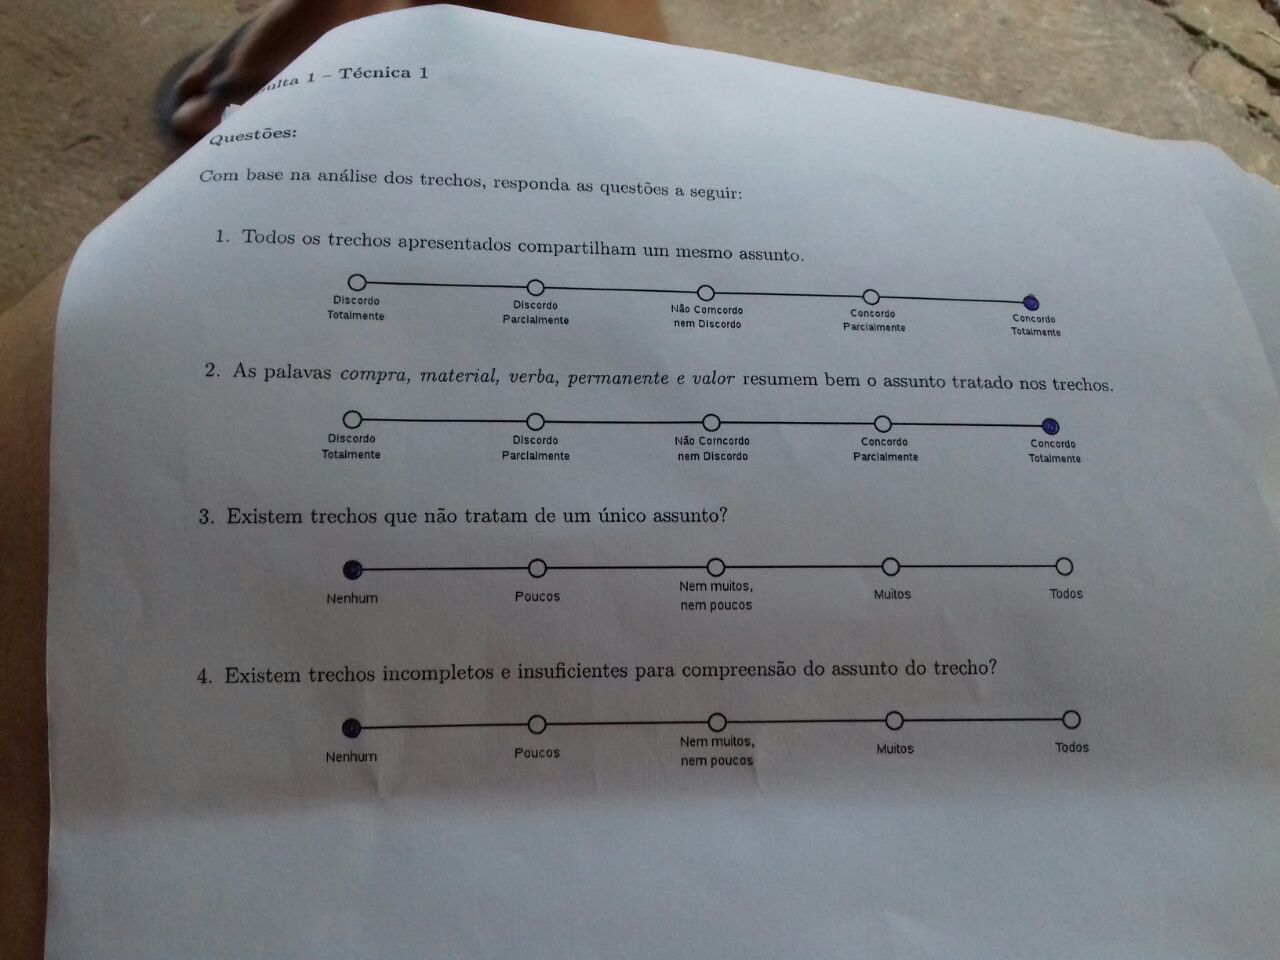 ulta 1 – Técnica 1
Questões:
Com base na análise dos trechos, responda as questões a seguir:
1. Todos os trechos apresentados compartilham um mesmo assunto.
Discordo Totalmente
Discordo Parcialmente
Não Corncordo nem Discordo
Concordo Parcialmente
Concordo Totalmente
2. As palavas compra, material, verba, permanente e valor resumem bem o assunto tratado nos trechos.
Discordo Totalmente
Discordo Parcialmente
Não Corncordo nem Discordo
Concordo Parcialmente
Concordo Totalmente
3. Existem trechos que não tratam de um único assunto?
Nenhum
Poucos
Nem muitos, nem poucos
Muitos
Todos
4. Existem trechos incompletos e insuficientes para compreensão do assunto do trecho?
Nenhum
Poucos
Nem muitos, nem poucos
Muitos
Todos